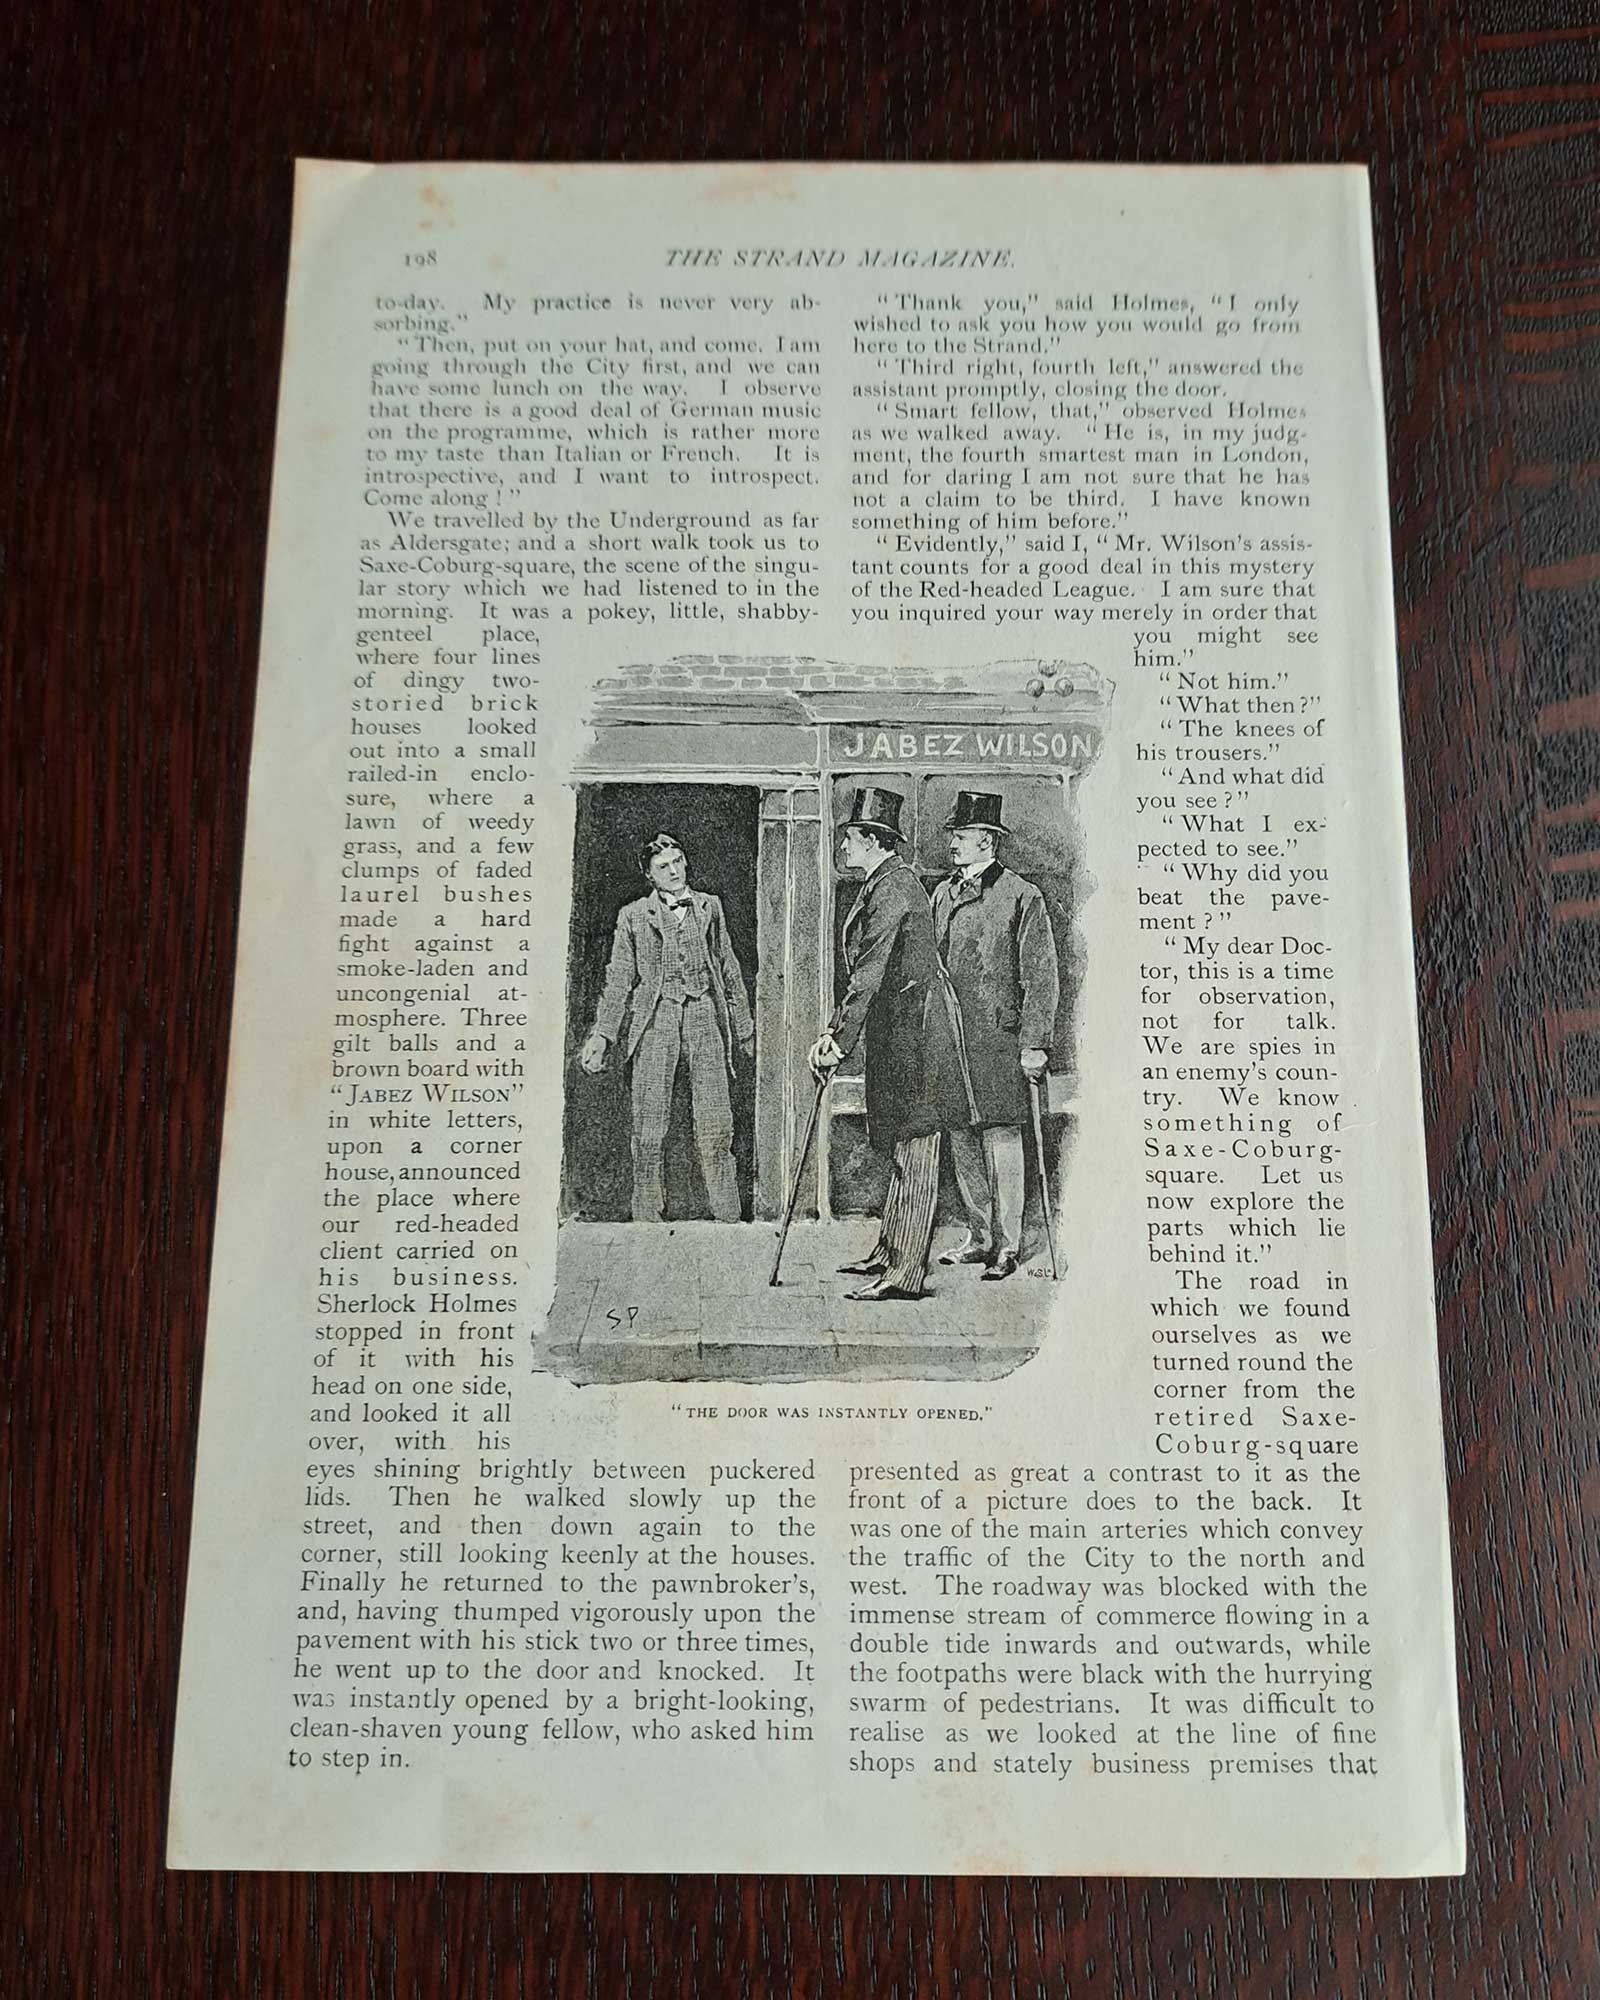 198
THE STRAND MAGAZINE.
to-day. My practice is never very ab-
sorbing."
"Then, put on your hat, and come. I am
going through the City first, and we can
have some lunch on the way. I observe
that there is a good deal of German music
on the programme, which is rather more
to my taste than Italian or French. It is
introspective, and I want to introspect.
Come along!"
We travelled by the Underground as far
as Aldersgate; and a short walk took us to
Saxe-Coburg-square, the scene of the singu-
lar story which we had listened to in the
morning. It was a pokey, little, shabby-
genteel place,
where four lines
of dingy two-
storied brick
houses looked
out into a small
railed-in enclo-
sure, where a
lawn of weedy
grass, and a few
clumps of faded
laurel bushes
made a hard
fight against a
smoke-laden and
uncongenial at-
mosphere. Three
gilt balls and a
brown board with
"JABEZ WILSON"
in white letters,
upon a corner
house, announced
the place where
our red-headed
client carried on
his business.
Sherlock Holmes
stopped in front
of it with his
head on one side,
and looked it all
over, with his
eyes shining brightly between puckered
lids. Then he walked slowly up the
street, and then down again to the
corner, still looking keenly at the houses.
Finally he returned to the pawnbroker's,
and, having thumped vigorously upon the
pavement with his stick two or three times,
he went up to the door and knocked. It
was instantly opened by a bright-looking,
clean-shaven young fellow, who asked him
to step in.
JABEZ WILSON
SP
"THE DOOR WAS INSTANTLY OPENED."
"Thank you," said Holmes, "I only
wished to ask you how you would go from
here to the Strand."
"Third right, fourth left," answered the
assistant promptly, closing the door.
"Smart fellow, that," observed Holmes
as we walked away. "He is, in my judg-
ment, the fourth smartest man in London,
and for daring I am not sure that he has
not a claim to be third. I have known
something of him before."
"Evidently," said I, "Mr. Wilson's assis-
tant counts for a good deal in this mystery
of the Red-headed League. I am sure that
you inquired your way merely in order that
you might see
him."
"Not him."
"What then?"
"The knees of
his trousers."
"And what did
you see?"
"What I ex-
pected to see."
"Why did you
beat the pave-
ment?"
"My dear Doc-
tor, this is a time
for observation,
not for talk.
We are spies in
an enemy's coun-
try. We know
something of
Saxe-Coburg-
square. Let us
now explore the
parts which lie
behind it."
The road in
which we found
ourselves as we
turned round the
corner from the
retired Saxe-
Coburg-square
presented as great a contrast to it as the
front of a picture does to the back. It
was one of the main arteries which convey
the traffic of the City to the north and
west. The roadway was blocked with the
immense stream of commerce flowing in a
double tide inwards and outwards, while
the footpaths were black with the hurrying
swarm of pedestrians. It was difficult to
realise as we looked at the line of fine
shops and stately business premises that